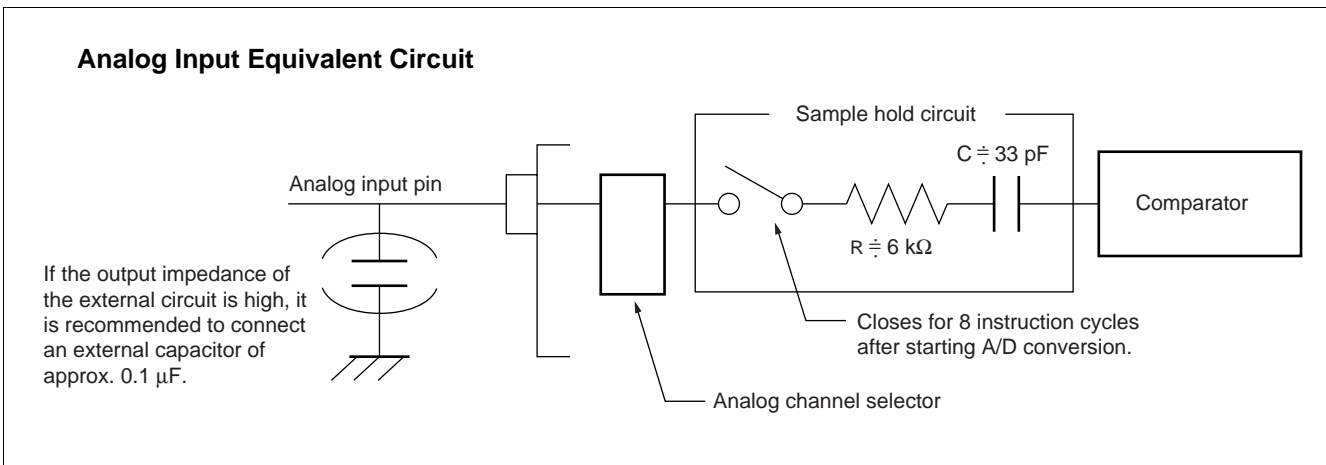 Analog Input Equivalent Circuit
Sample hold circuit
C ≑ 33 pF
Analog input pin
Comparator
R ≑ 6 kΩ
If the output impedance of
the external circuit is high, it
is recommended to connect
an external capacitor of
approx. 0.1 μF.
Closes for 8 instruction cycles
after starting A/D conversion.
Analog channel selector